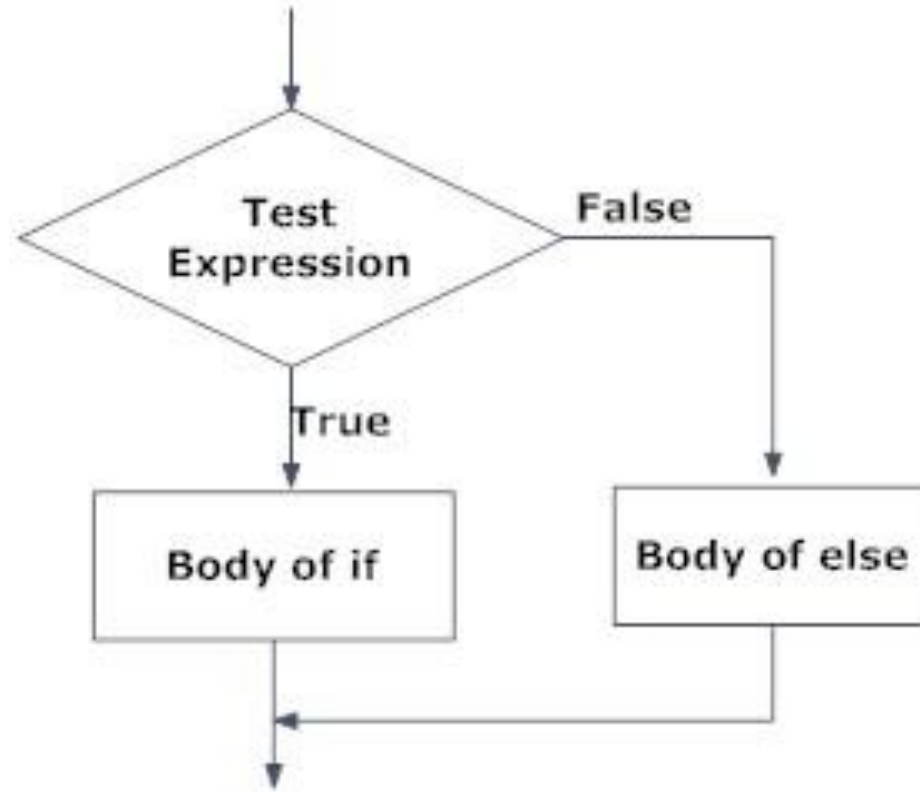 Test
Expression
False
True
Body of if
Body of else